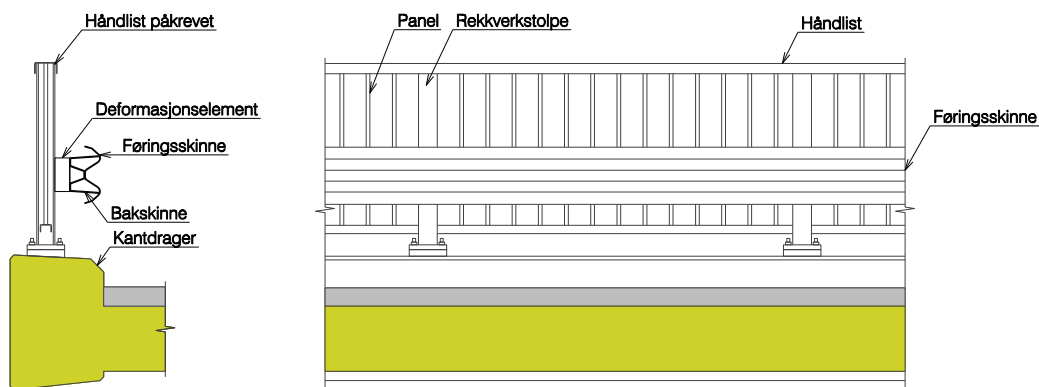 Håndlist påkrevet
Deformasjonselement
Føringsskinne
Bakskinne
Kantdrager
Panel
Rekkverkstolpe
Håndlist
Føringsskinne